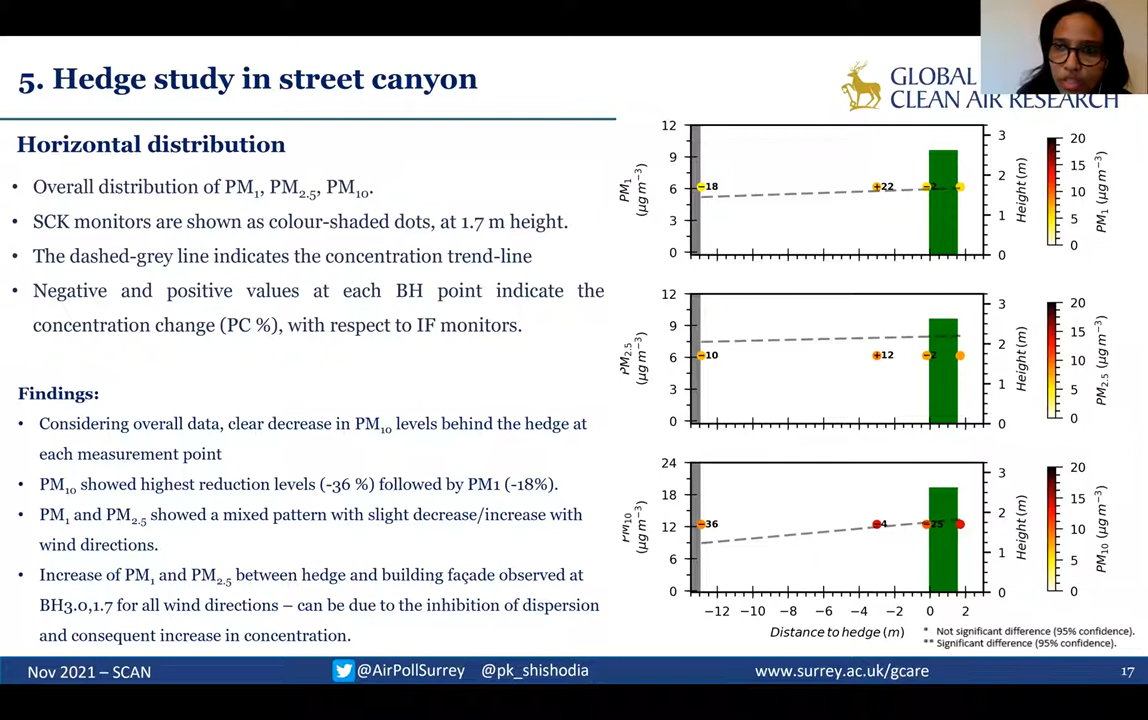 5. Hedge study in street canyon
GLOBAL
CLEAN AIR RESEARCH
Horizontal distribution
• Overall distribution of PM1, PM2.5, PM10.
• SCK monitors are shown as colour-shaded dots, at 1.7 m height.
• The dashed-grey line indicates the concentration trend-line
• Negative and positive values at each BH point indicate the
concentration change (PC %), with respect to IF monitors.
Findings:
• Considering overall data, clear decrease in PM10 levels behind the hedge at
each measurement point
• PM10 showed highest reduction levels (-36 %) followed by PM1 (-18%).
• PM1 and PM2.5 showed a mixed pattern with slight decrease/increase with
wind directions.
• Increase of PM1 and PM2.5 between hedge and building façade observed at
BH3.0,1.7 for all wind directions – can be due to the inhibition of dispersion
and consequent increase in concentration.
PM1
(µg m−3)
12
9
6
3
0
−18
+22
−2
3
2
1
0
Height (m)
20
15
10
5
0
PM1 (µg m−3)
PM2.5
(µg m−3)
12
9
6
3
0
−10
+12
−2
3
2
1
0
Height (m)
20
15
10
5
0
PM2.5 (µg m−3)
PM10
(µg m−3)
24
18
12
6
0
−36
−4
−25
3
2
1
0
Height (m)
20
15
10
5
0
PM10 (µg m−3)
−12 −10 −8 −6 −4 −2 0 2
Distance to hedge (m)
* Not significant difference (95% confidence).
** Significant difference (95% confidence).
Nov 2021 – SCAN
@AirPollSurrey @pk_shishodia
www.surrey.ac.uk/gcare
17